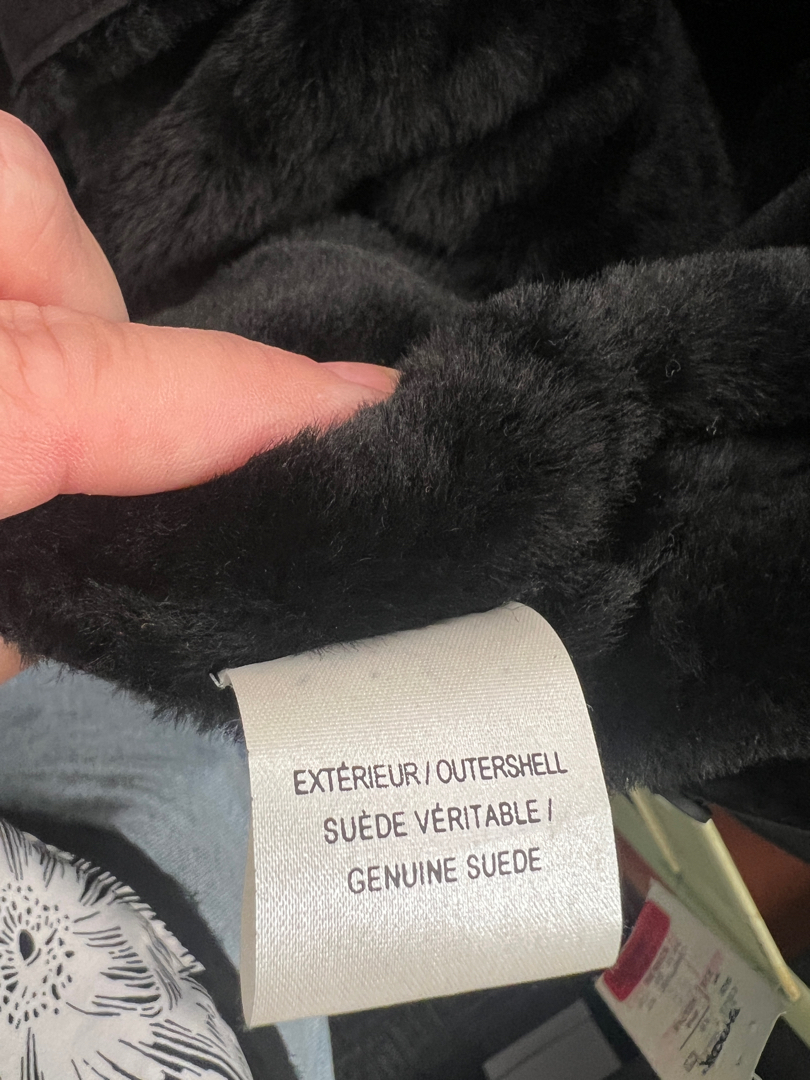 EXTÉRIEUR / OUTERSHELL
SUÈDE VÉRITABLE /
GENUINE SUEDE